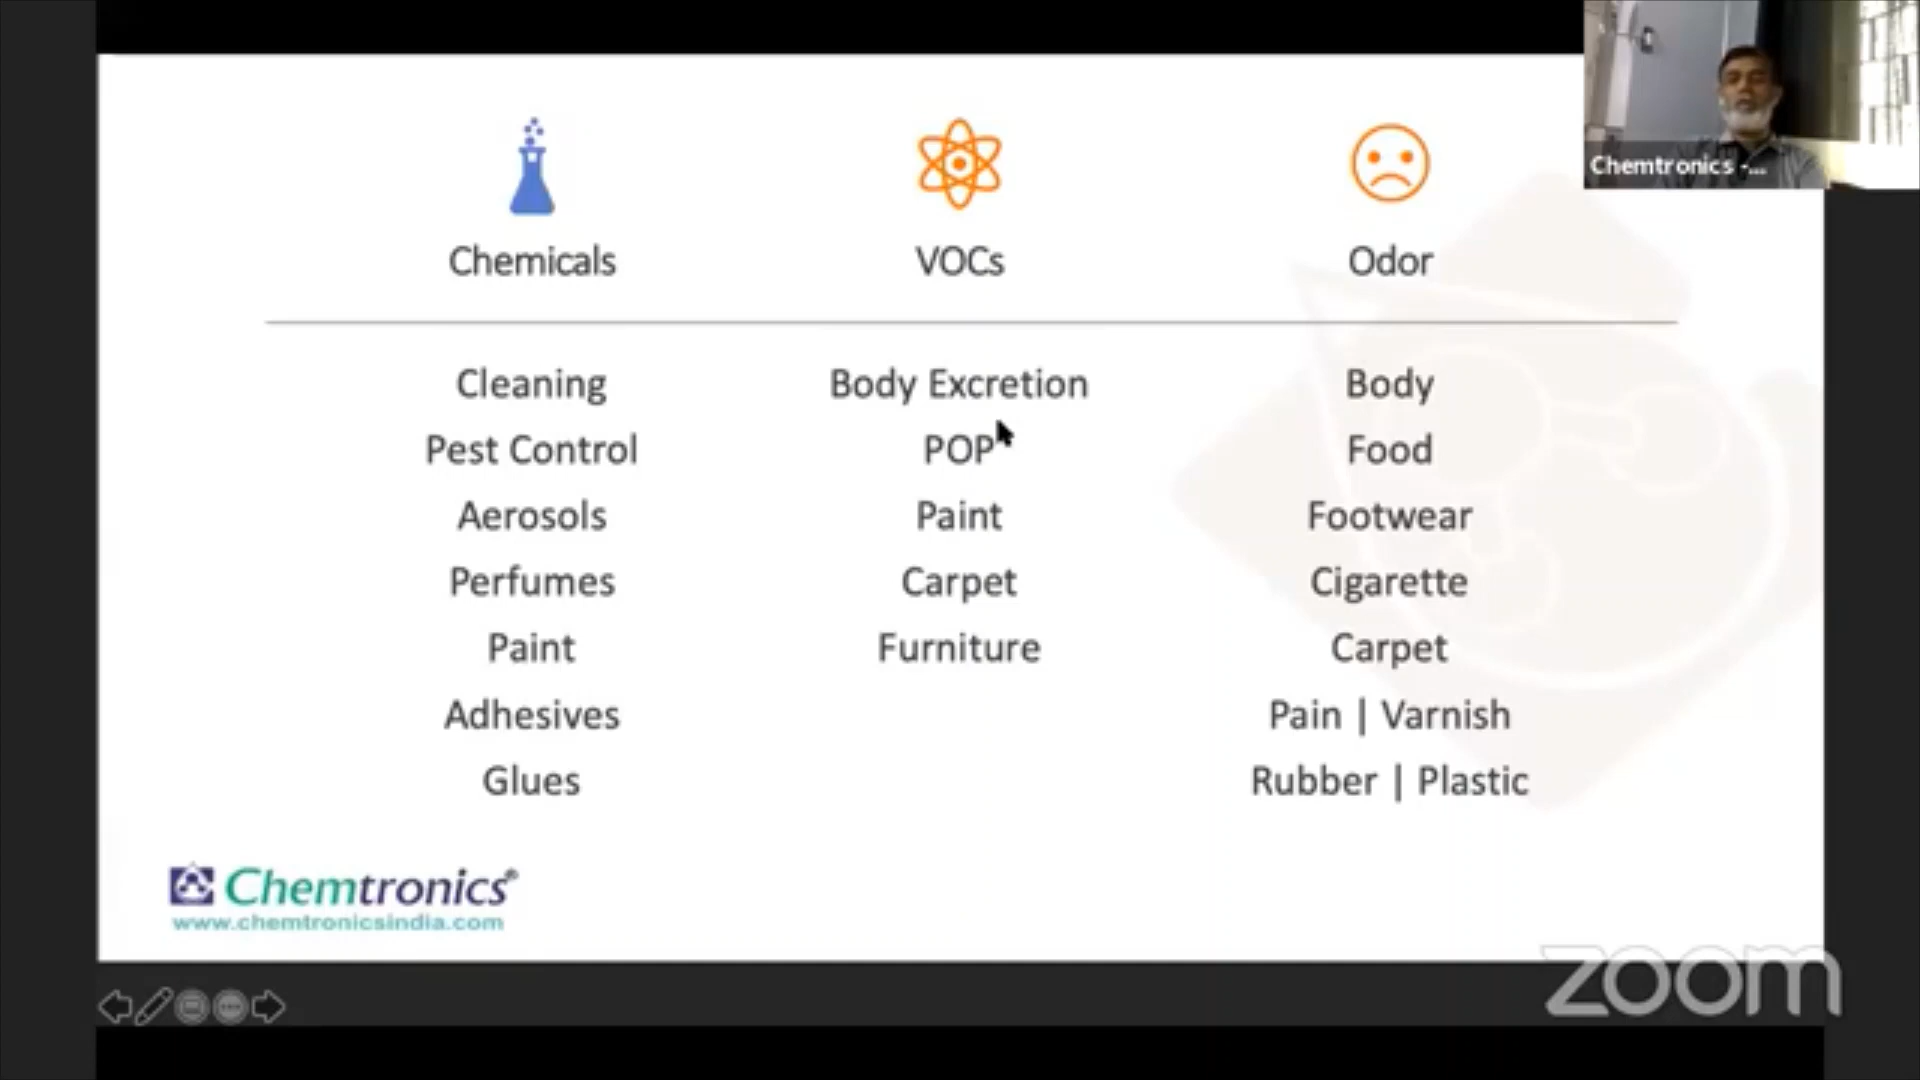 Chemtronics -...
Chemicals VOCs Odor
Cleaning Body Excretion Body
Pest Control POP Food
Aerosols Paint Footwear
Perfumes Carpet Cigarette
Paint Furniture Carpet
Adhesives Pain | Varnish
Glues Rubber | Plastic
Chemtronics®
www.chemtronicsindia.com
zoom